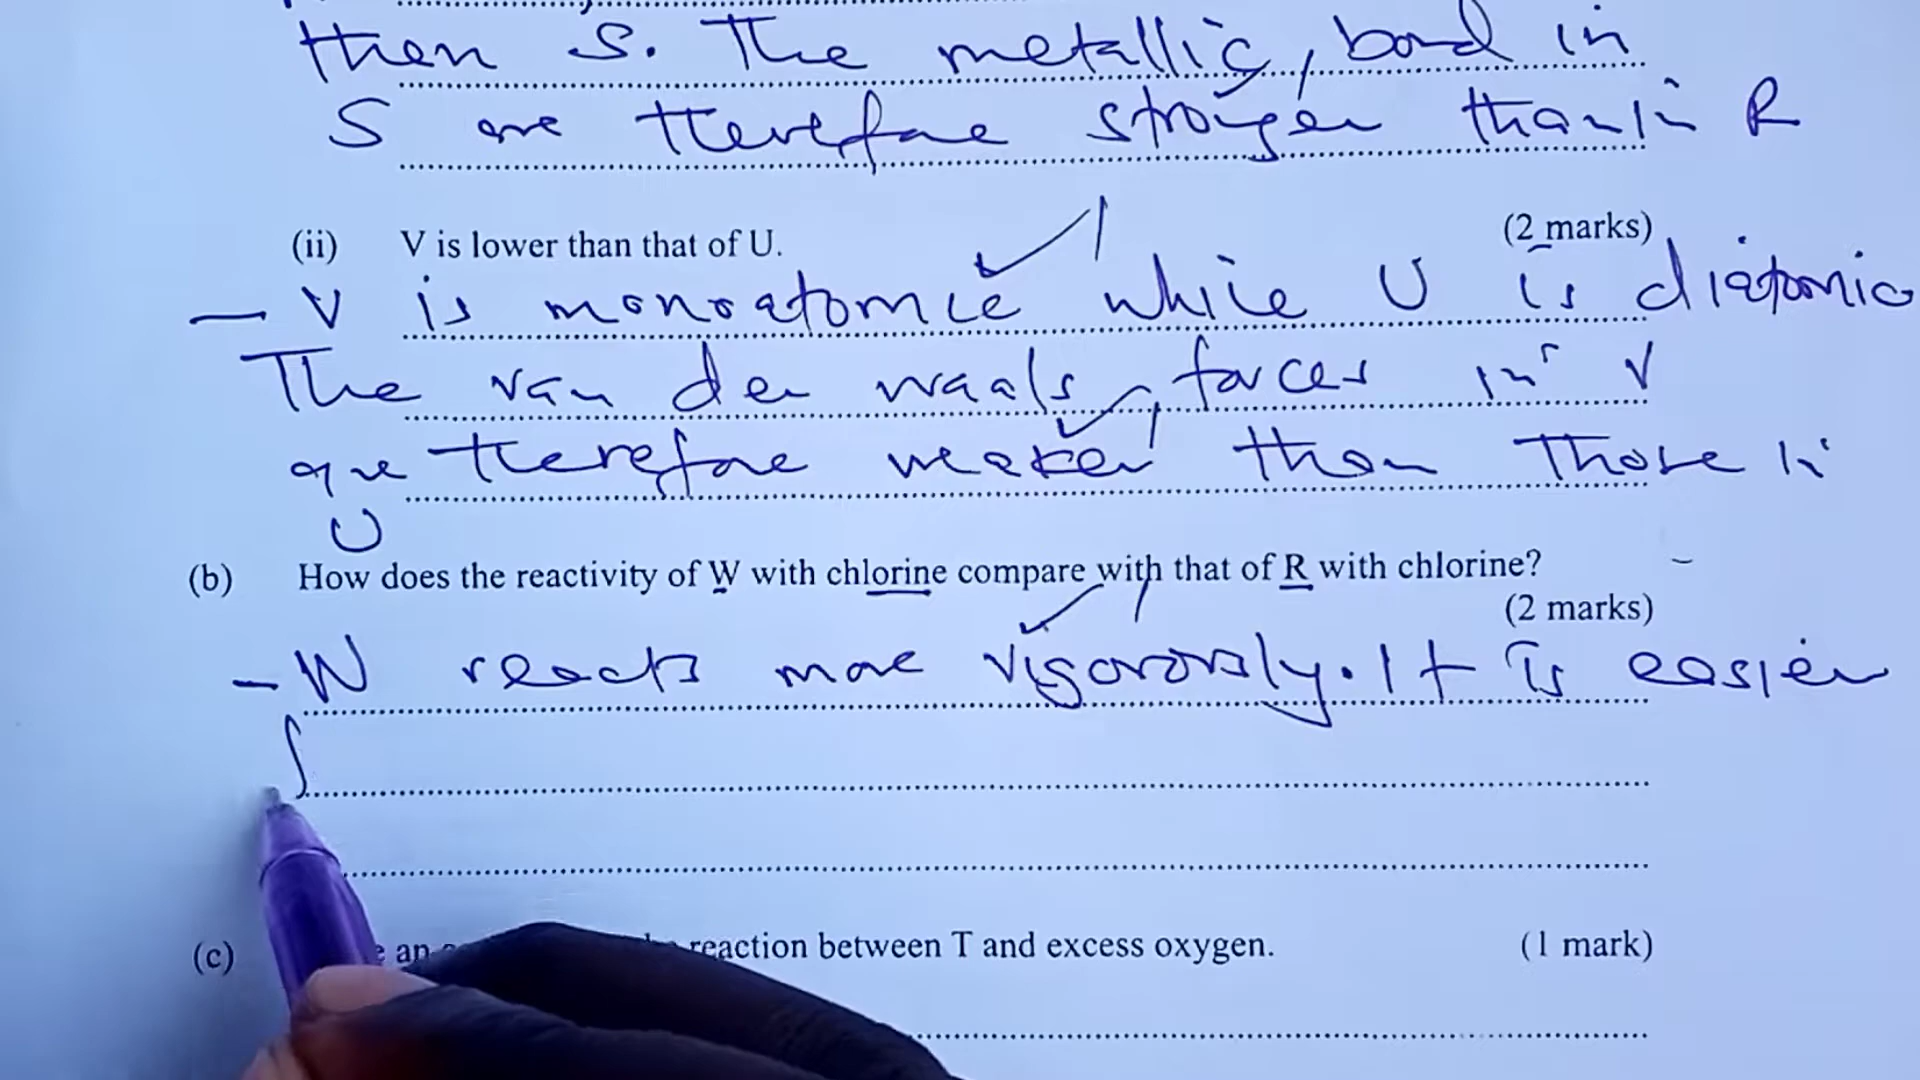 then S. The metallic bond in
S are therefore stronger than in R
(ii) V is lower than that of U. (2 marks)
- V is monoatomic while U is diatomic
The van der waals forces in V
are therefore weaker than those in
U
(b) How does the reactivity of W with chlorine compare with that of R with chlorine?
(2 marks)
- W reacts more vigorously. It is easier
(c) an reaction between T and excess oxygen. (1 mark)